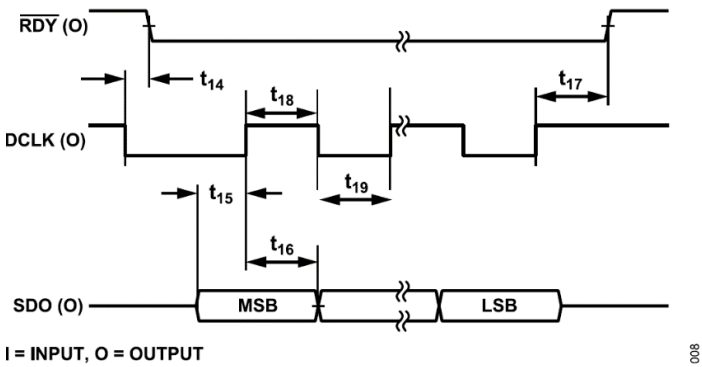 RDY (O)
t14
t18
t17
DCLK (O)
t15
t19
t16
SDO (O)
MSB
LSB
I = INPUT, O = OUTPUT
008